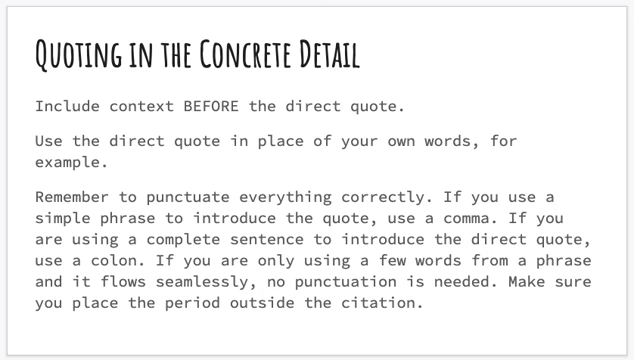 Quoting in the Concrete Detail
Include context BEFORE the direct quote.
Use the direct quote in place of your own words, for
example.
Remember to punctuate everything correctly. If you use a
simple phrase to introduce the quote, use a comma. If you
are using a complete sentence to introduce the direct quote,
use a colon. If you are only using a few words from a phrase
and it flows seamlessly, no punctuation is needed. Make sure
you place the period outside the citation.